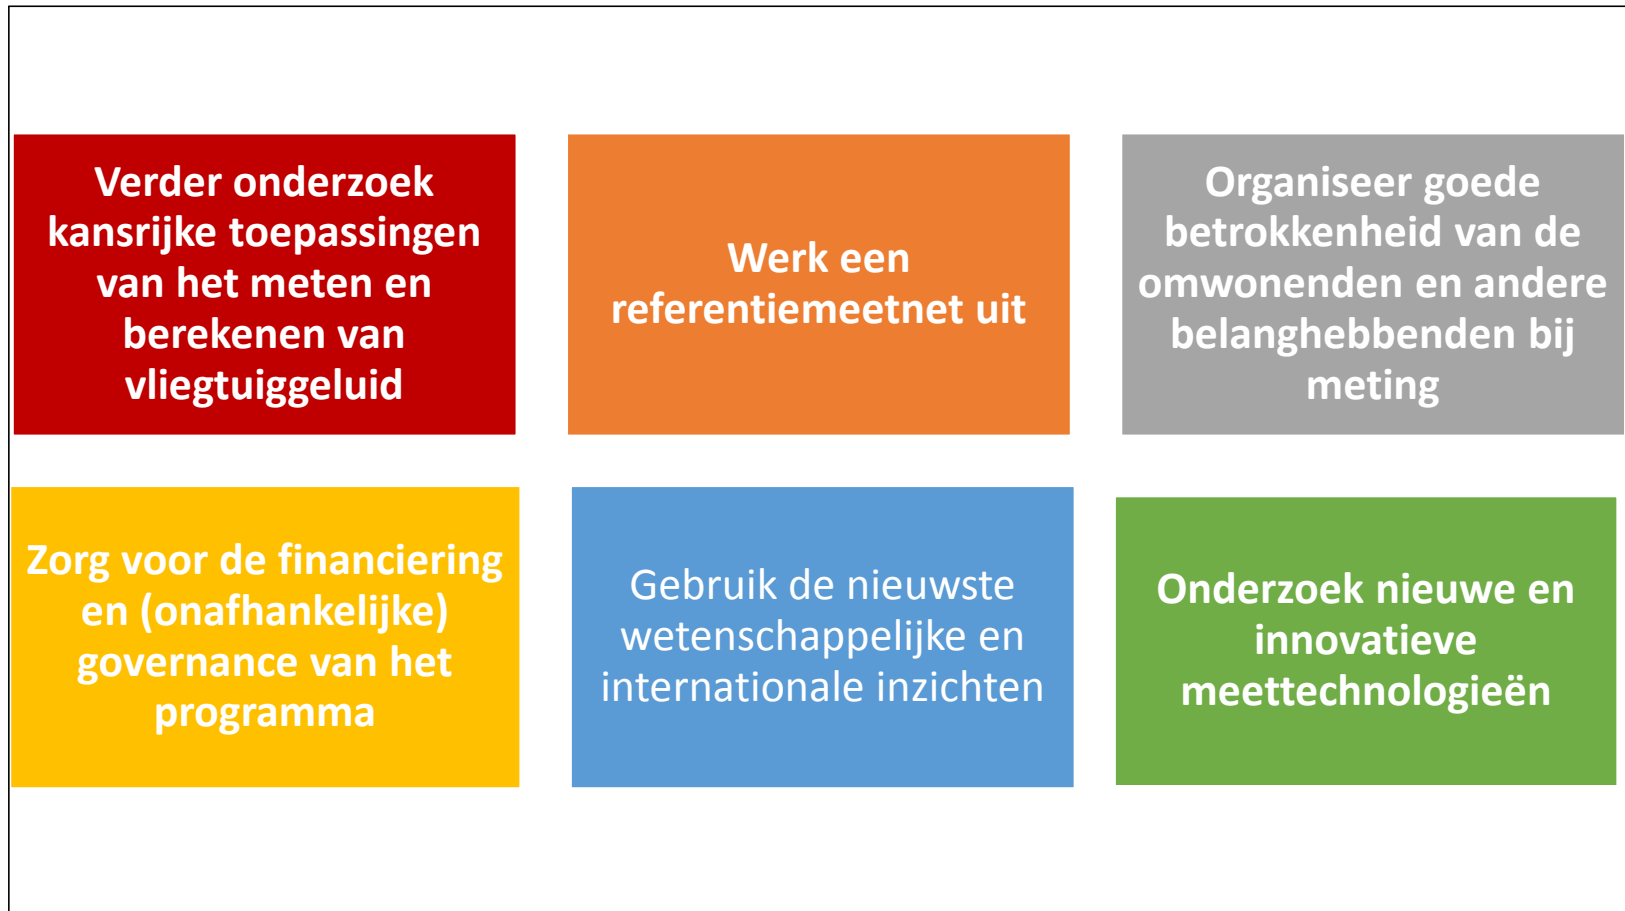 Verder onderzoek
kansrijke toepassingen
van het meten en
berekenen van
vliegtuiggeluid
Werk een
referentiemeetnet uit
Organiseer goede
betrokkenheid van de
omwonenden en andere
belanghebbenden bij
meting
Zorg voor de financiering
en (onafhankelijke)
governance van het
programma
Gebruik de nieuwste
wetenschappelijke en
internationale inzichten
Onderzoek nieuwe en
innovatieve
meettechnologieën